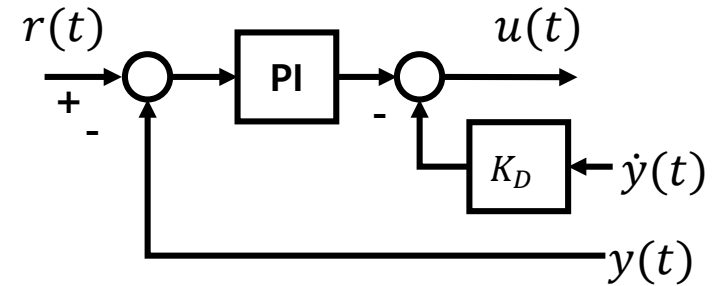 r(t)
u(t)
+
-
PI
-
K_D
ẏ(t)
y(t)